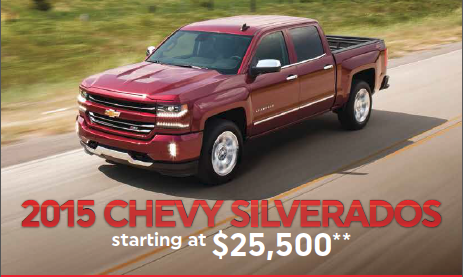 2015 CHEVY SILVERADOS
starting at $25,500**